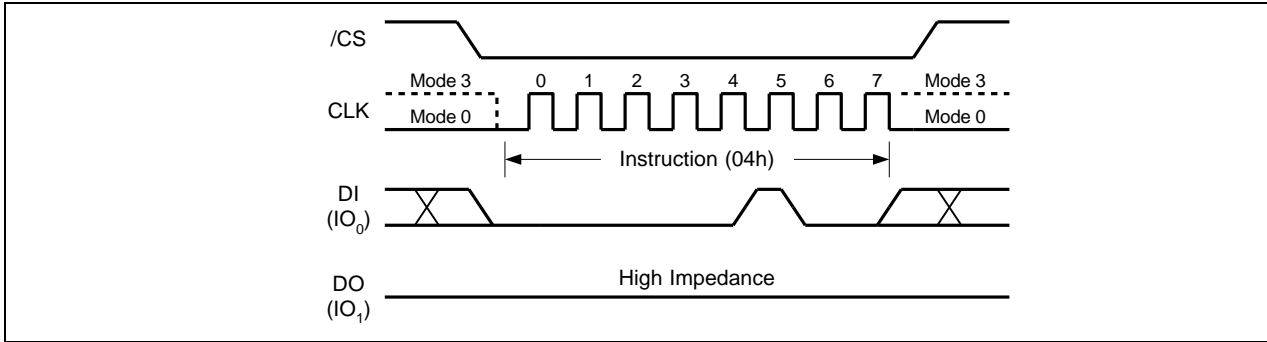 /CS
Mode 3 0 1 2 3 4 5 6 7 Mode 3
CLK
Mode 0 Mode 0
Instruction (04h)
DI
(IO0)
High Impedance
DO
(IO1)